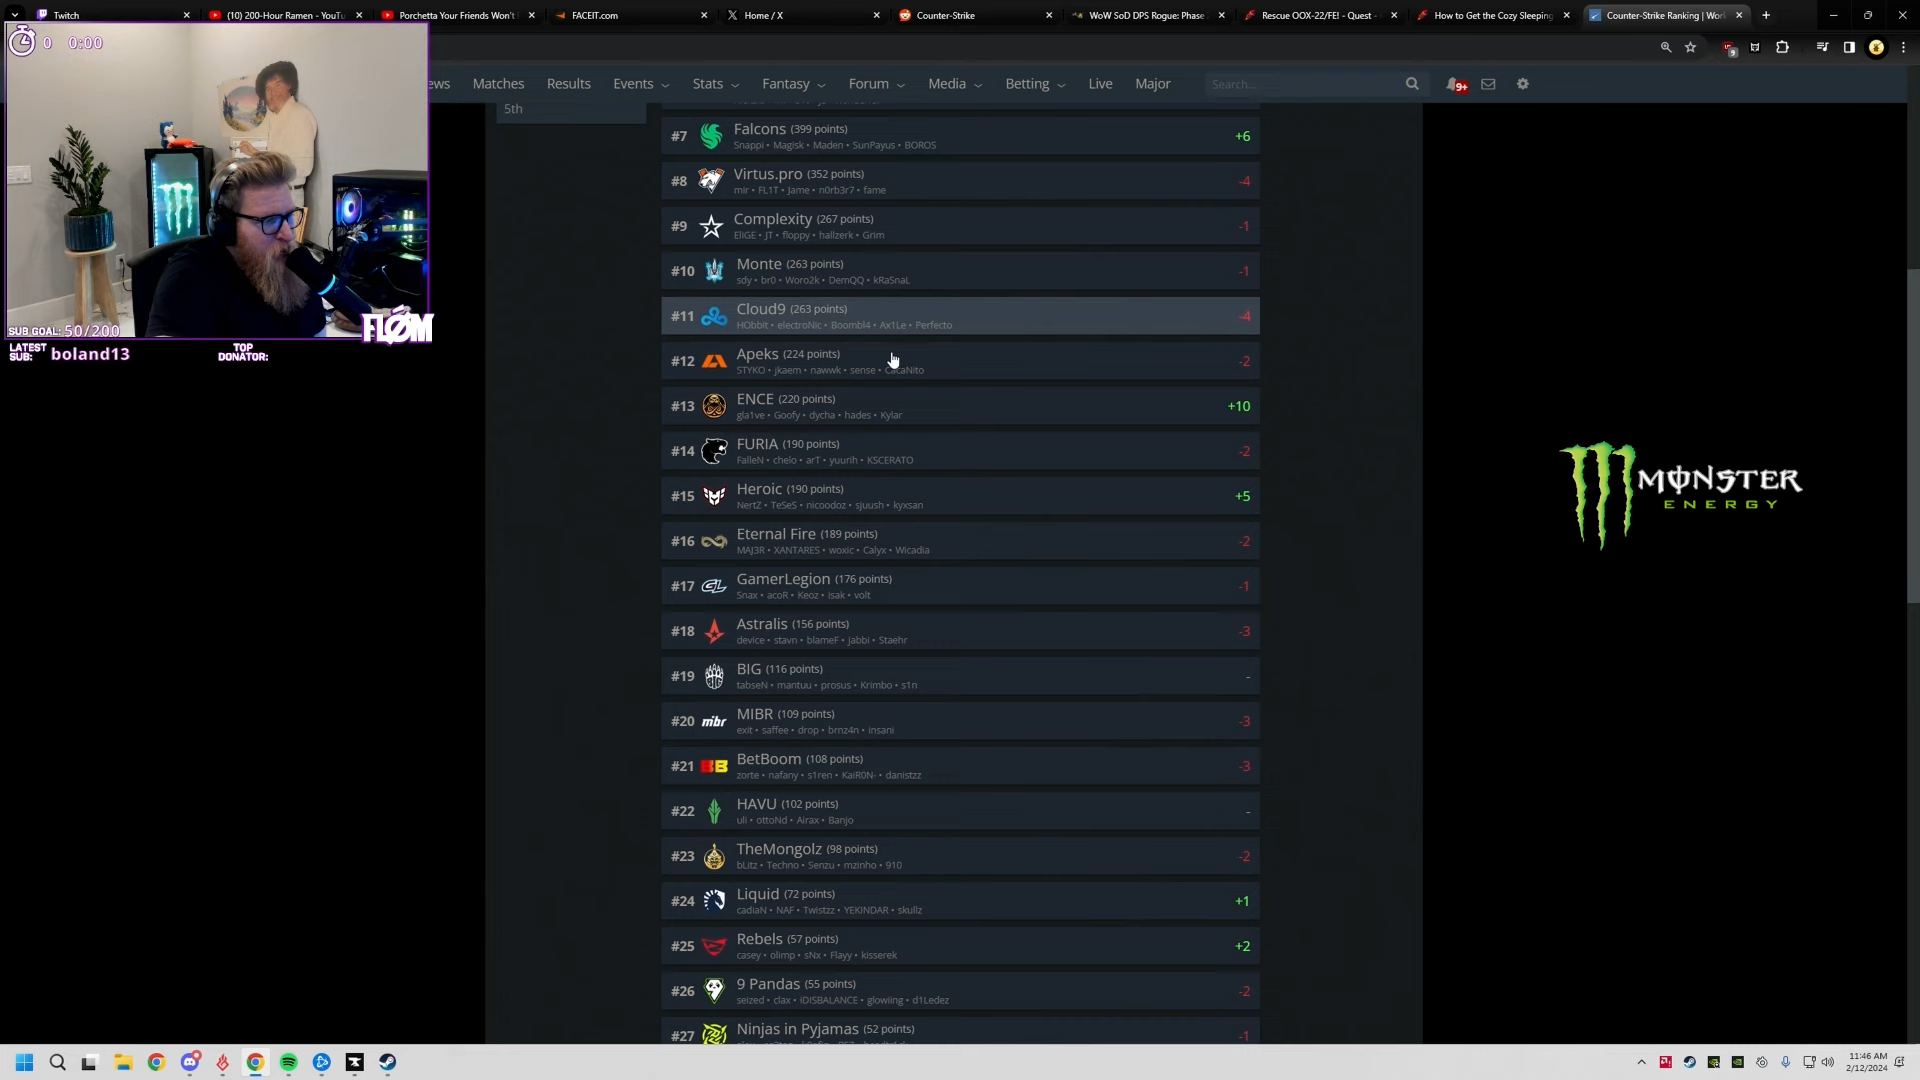 Twitch
(10) 200-Hour Ramen - YouTu
Porchetta Your Friends Won't
FACEIT.com
Home / X
Counter-Strike
WoW SoD DPS Rogue: Phase
Rescue OOX-22/FE! - Quest -
How to Get the Cozy Sleeping
Counter-Strike Ranking | Wor
0 0:00
ews Matches Results Events Stats Fantasy Forum Media Betting Live Major Search... 9+
5th
#7 Falcons (399 points) +6
Snappi • Magisk • Maden • SunPayus • BOROS
#8 Virtus.pro (352 points) -4
mir • FL1T • Jame • n0rb3r7 • fame
#9 Complexity (267 points) -1
EliGE • JT • floppy • hallzerk • Grim
#10 Monte (263 points) -1
sdy • br0 • Woro2k • DemQQ • kRaSnaL
#11 Cloud9 (263 points) -4
HObbit • electroNic • Boombl4 • Ax1Le • Perfecto
#12 Apeks (224 points) -2
STYKO • jkaem • nawwk • sense • CacaNito
#13 ENCE (220 points) +10
gla1ve • Goofy • dycha • hades • Kylar
#14 FURIA (190 points) -2
FalleN • chelo • arT • yuurih • KSCERATO
#15 Heroic (190 points) +5
NertZ • TeSeS • nicoodoz • sjuush • kyxsan
#16 Eternal Fire (189 points) -2
MAJ3R • XANTARES • woxic • Calyx • Wicadia
#17 GamerLegion (176 points) -1
Snax • acoR • Keoz • isak • volt
#18 Astralis (156 points) -3
device • stavn • blameF • jabbi • Staehr
#19 BIG (116 points) -
tabseN • mantuu • prosus • Krimbo • s1n
#20 mibr MIBR (109 points) -3
exit • saffee • drop • brnz4n • insani
#21 BetBoom (108 points) -3
zorte • nafany • s1ren • KaiR0N- • danistzz
#22 HAVU (102 points) -
uli • ottoNd • Airax • Banjo
#23 TheMongolz (98 points) -2
bLitz • Techno • Senzu • mzinho • 910
#24 Liquid (72 points) +1
cadiaN • NAF • Twistzz • YEKINDAR • skullz
#25 Rebels (57 points) +2
casey • olimp • sNx • Flayy • kisserek
#26 9 Pandas (55 points) -2
seized • clax • iDISBALANCE • glowiing • d1Ledez
#27 Ninjas in Pyjamas (52 points) -1
SUB GOAL: 50/200
FLØM
LATEST SUB: boland13
TOP DONATOR:
MØNSTER
ENERGY
11:46 AM
2/12/2024